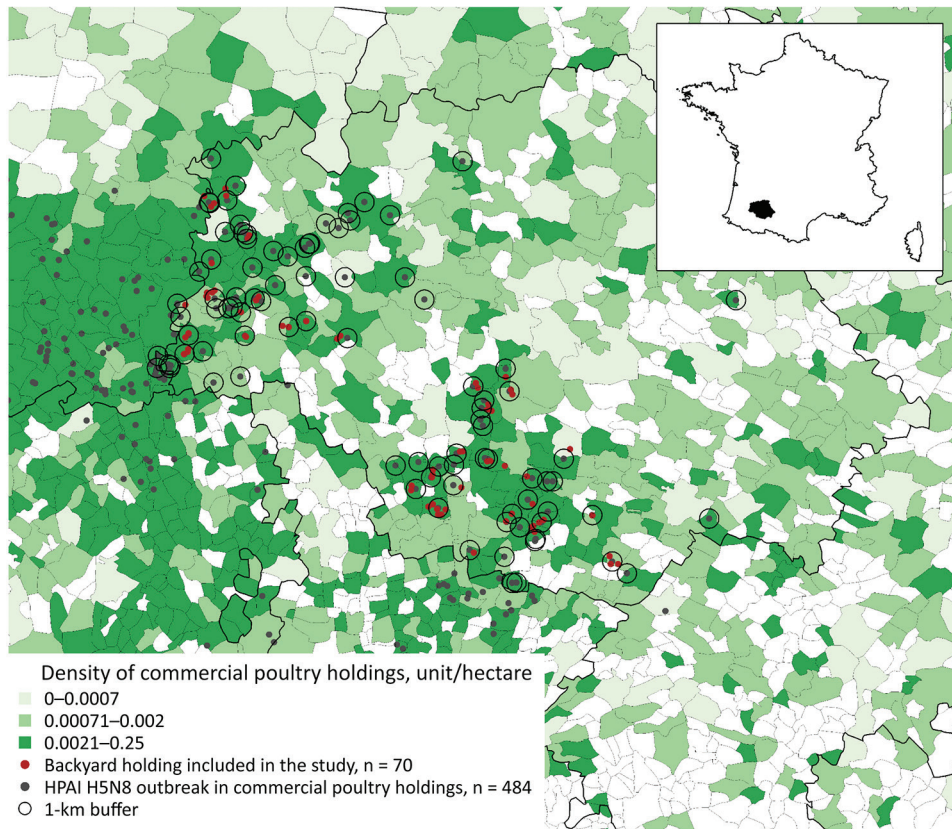 Density of commercial poultry holdings, unit/hectare
0–0.0007
0.00071–0.002
0.0021–0.25
Backyard holding included in the study, n = 70
HPAI H5N8 outbreak in commercial poultry holdings, n = 484
1-km buffer